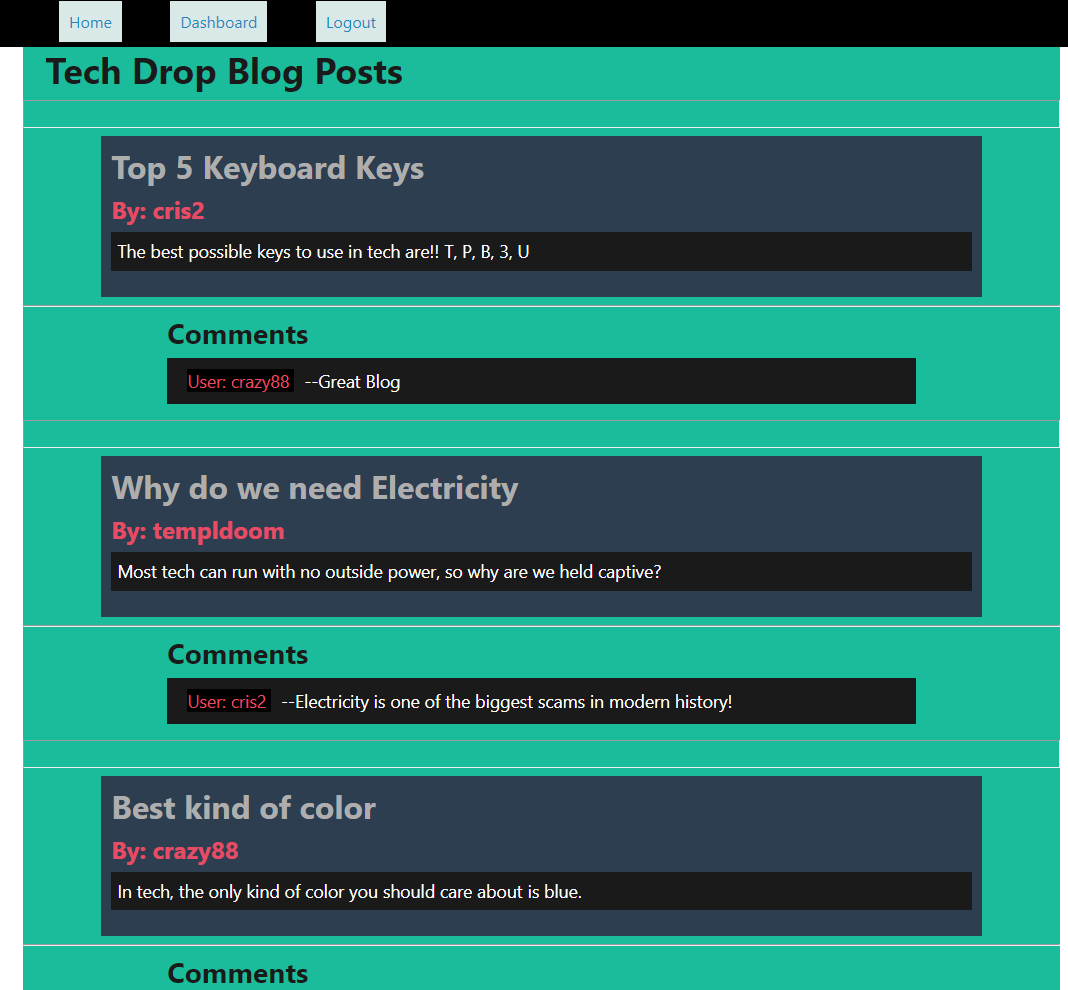 Home Dashboard Logout
Tech Drop Blog Posts
Top 5 Keyboard Keys
By: cris2
The best possible keys to use in tech are!! T, P, B, 3, U
Comments
User: crazy88 --Great Blog
Why do we need Electricity
By: templdoom
Most tech can run with no outside power, so why are we held captive?
Comments
User: cris2 --Electricity is one of the biggest scams in modern history!
Best kind of color
By: crazy88
In tech, the only kind of color you should care about is blue.
Comments